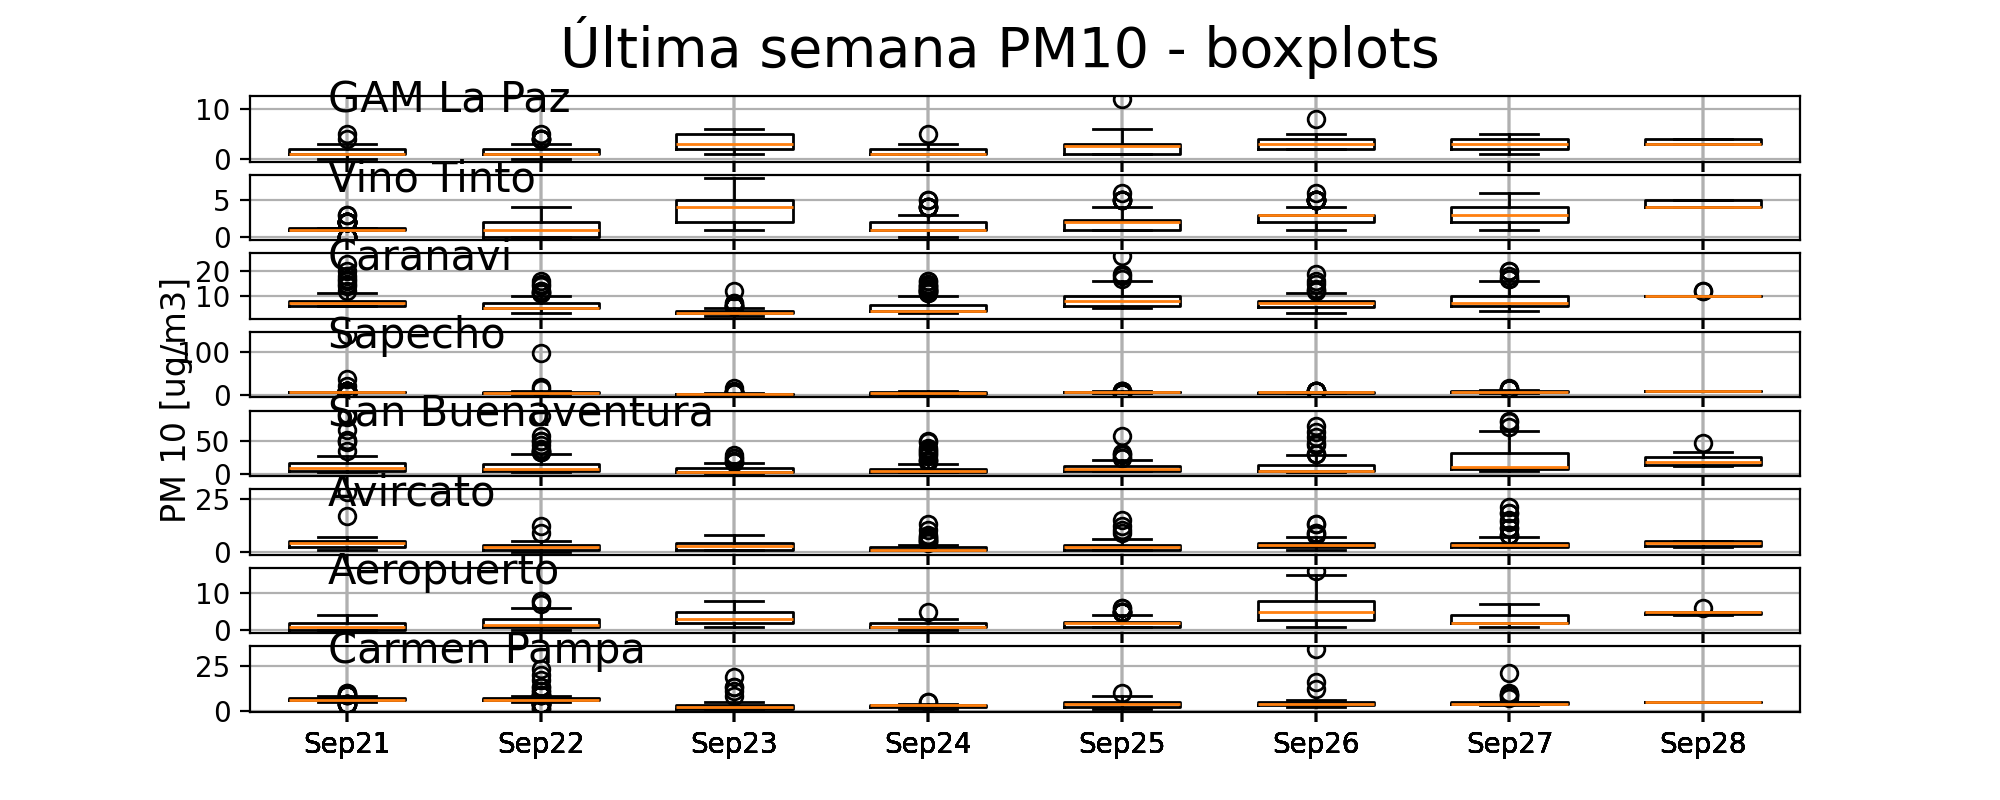 Última semana PM10 - boxplots
PM 10 [ug/m3]
GAM La Paz
10
0
Vino Tinto
5
0
Caranavi
20
10
Sapecho
100
0
San Buenaventura
50
0
Avircato
25
0
Aeropuerto
10
0
Carmen Pampa
25
0
Sep21 Sep22 Sep23 Sep24 Sep25 Sep26 Sep27 Sep28